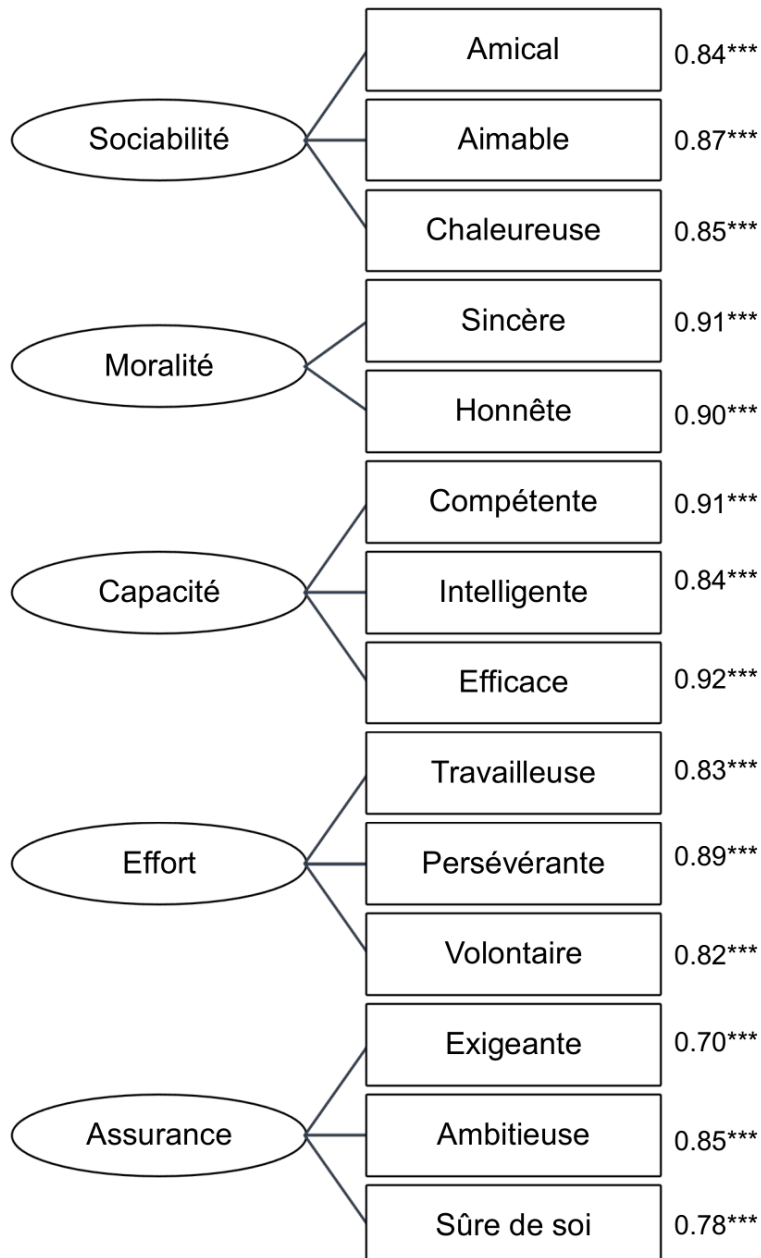 Sociabilité
Amical 0.84***
Aimable 0.87***
Chaleureuse 0.85***
Moralité
Sincère 0.91***
Honnête 0.90***
Capacité
Compétente 0.91***
Intelligente 0.84***
Efficace 0.92***
Effort
Travailleuse 0.83***
Persévérante 0.89***
Volontaire 0.82***
Assurance
Exigeante 0.70***
Ambitieuse 0.85***
Sûre de soi 0.78***